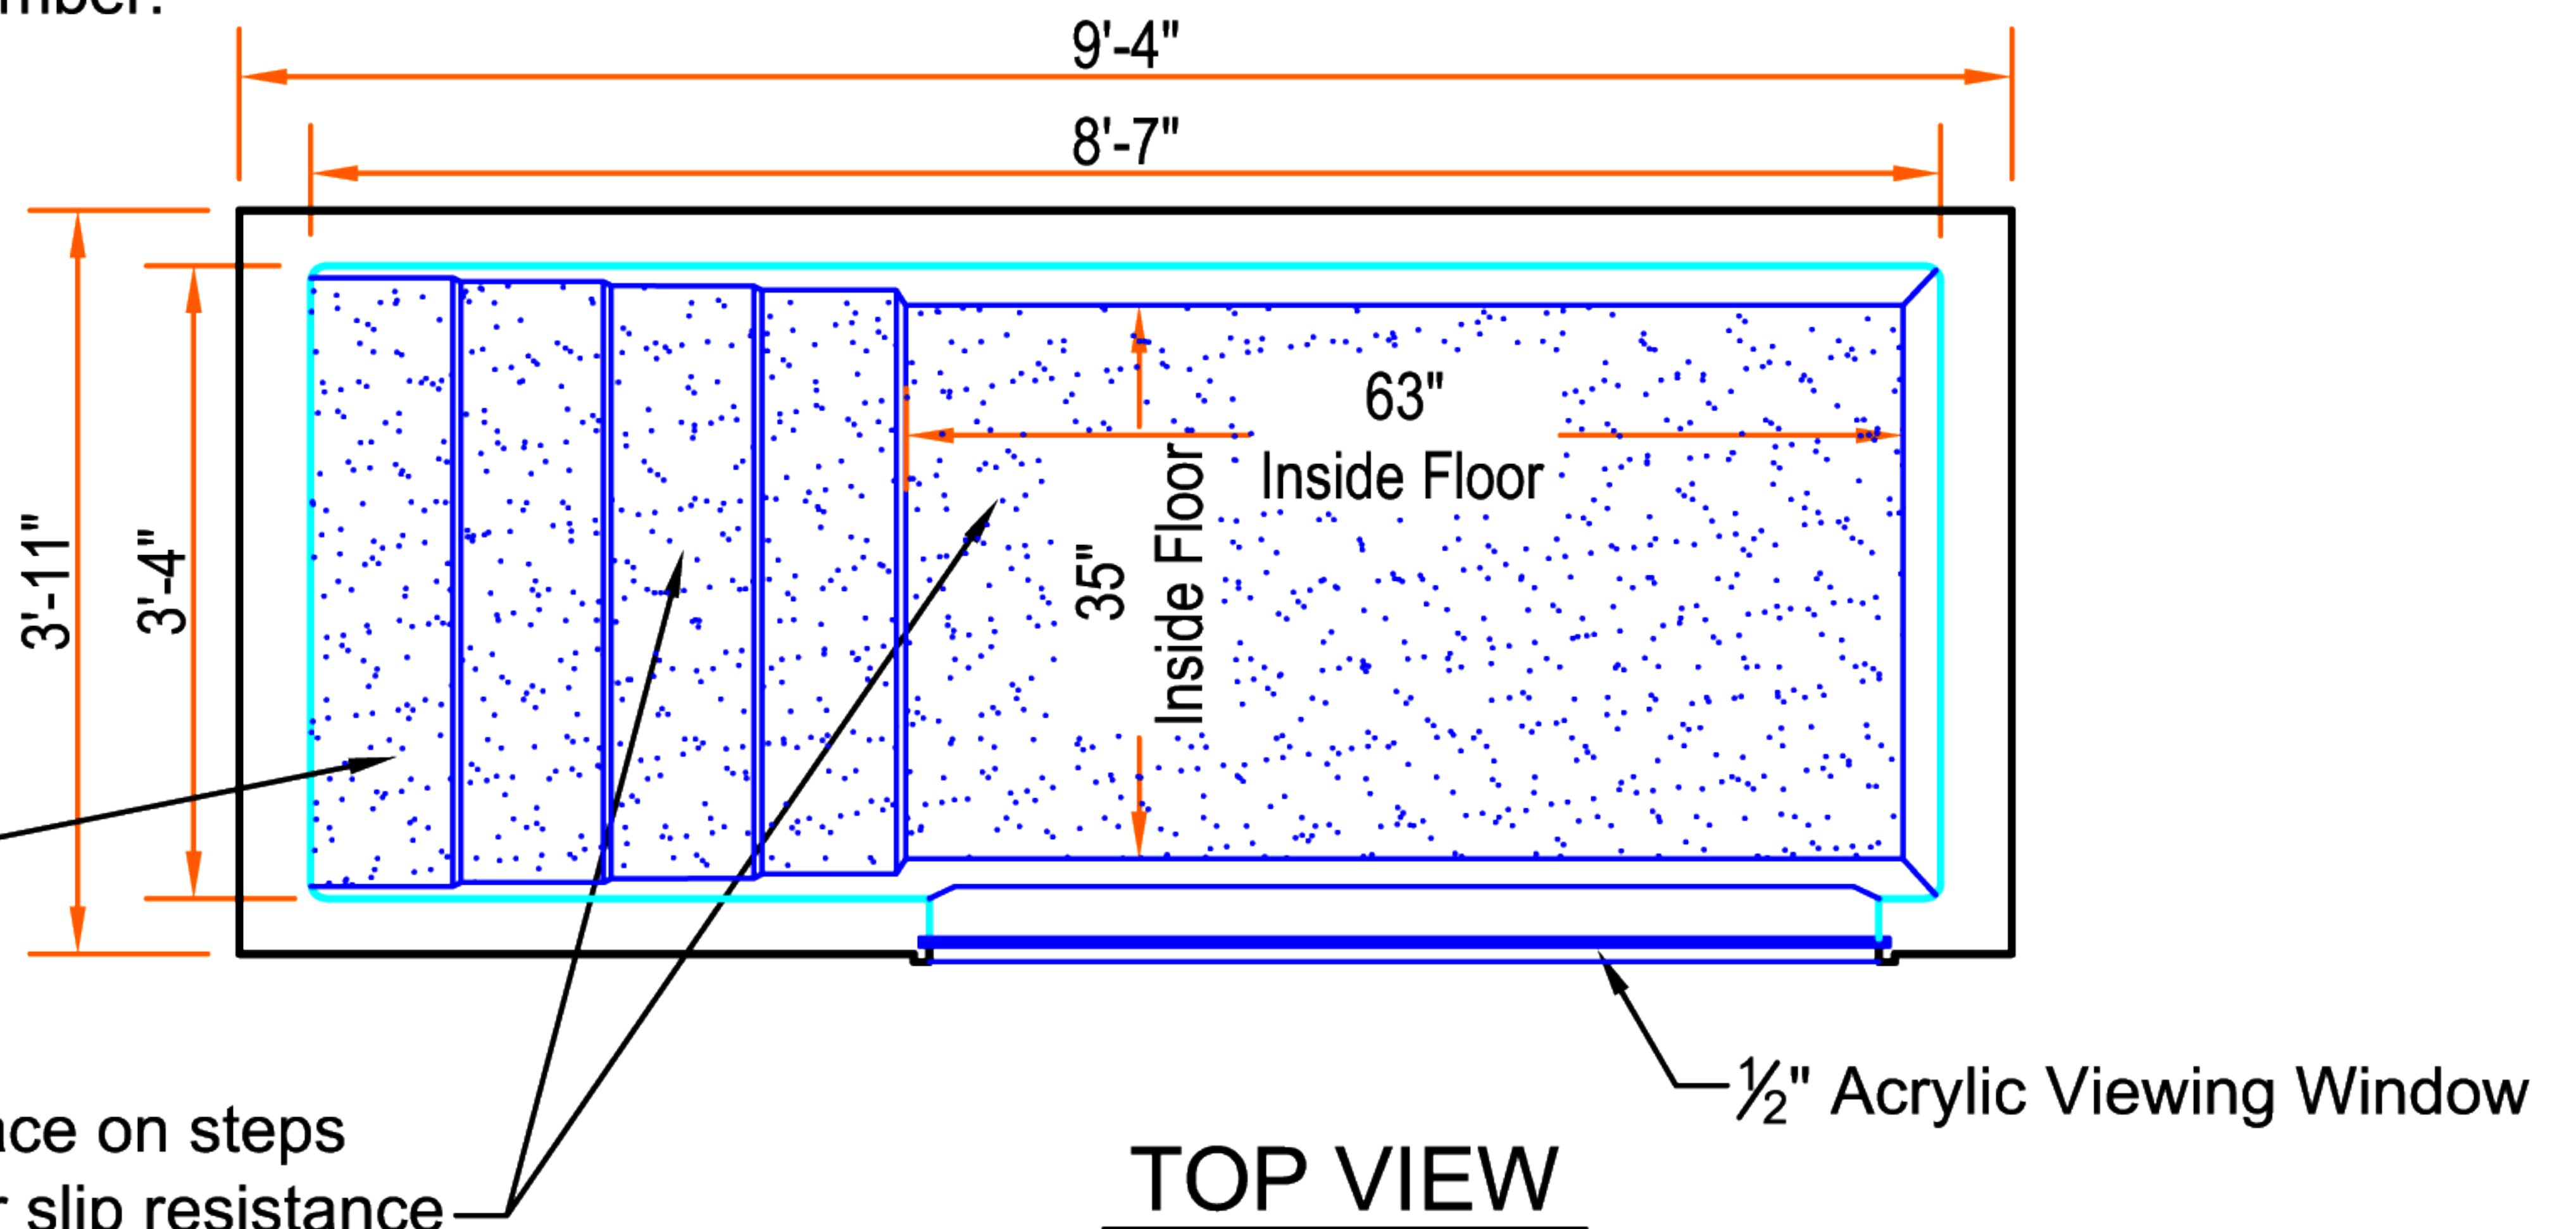 9'-4"
8'-7"
3'-11"
3'-4"
63"
Inside Floor
35"
Inside Floor
½" Acrylic Viewing Window
on steps
slip resistance
TOP VIEW